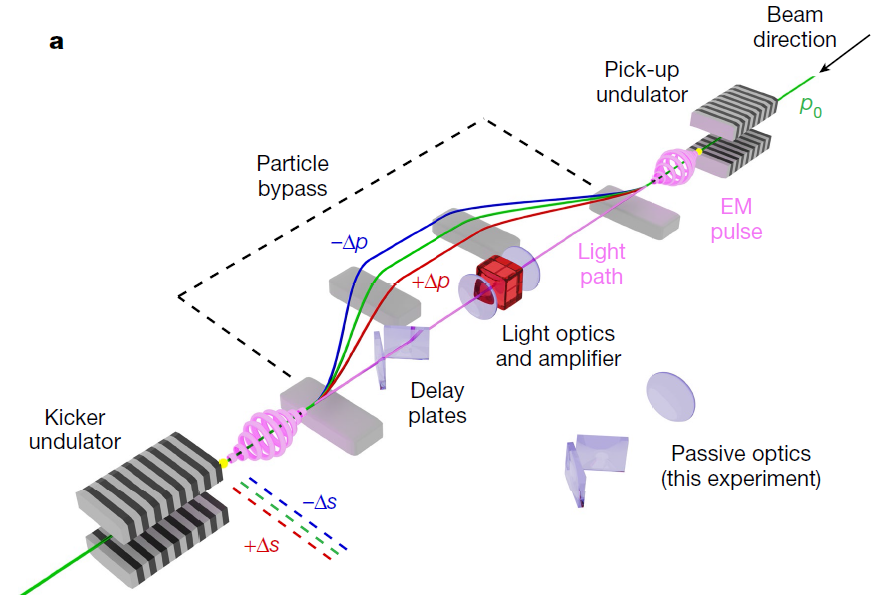 a
Beam
direction
Pick-up
undulator
p0
Particle
bypass
EM
pulse
−Δp
Light
path
+Δp
Light optics
and amplifier
Delay
plates
Kicker
undulator
Passive optics
(this experiment)
−Δs
+Δs